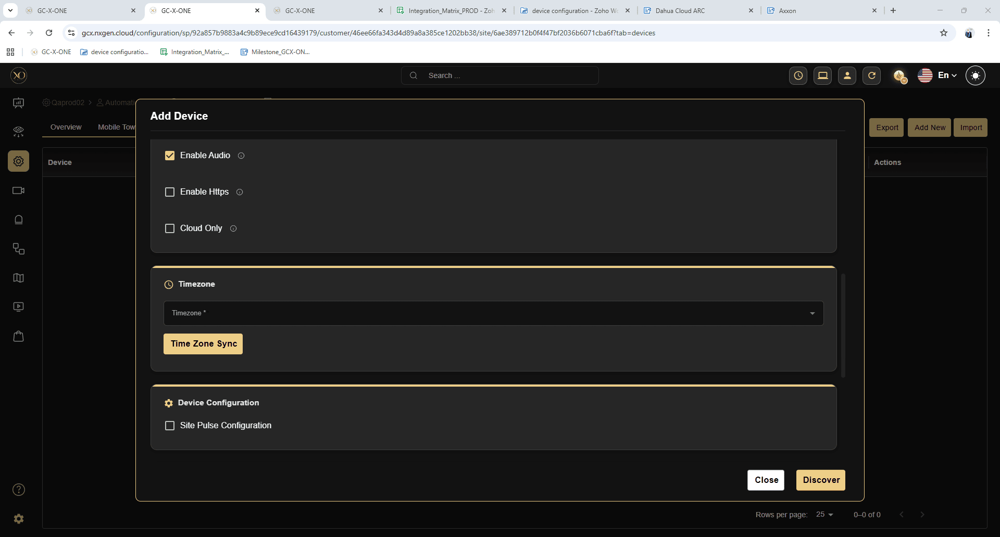 GC-X-ONE
GC-X-ONE
GC-X-ONE
Integration_Matrix_PROD - Zoh
device configuration - Zoho Wo
Dahua Cloud ARC
Axxon
gcx.nxgen.cloud/configuration/sp/92a857b9883a4c9b89ece9cd16439179/customer/46ee66fa343d4d89a8a385ce1202bb38/site/6ae389712b0f4f47bf2036b6071cba6f?tab=devices
GC-X-ONE
device configuratio...
Integration_Matrix_...
Milestone_GCX-ON...
XO
Search ...
En
Qaprod02
Automati
Add Device
Overview
Mobile Tow
Export
Add New
Import
Device
Actions
Enable Audio
Enable Https
Cloud Only
Timezone
Timezone *
Time Zone Sync
Device Configuration
Site Pulse Configuration
Close
Discover
Rows per page:
25
0–0 of 0